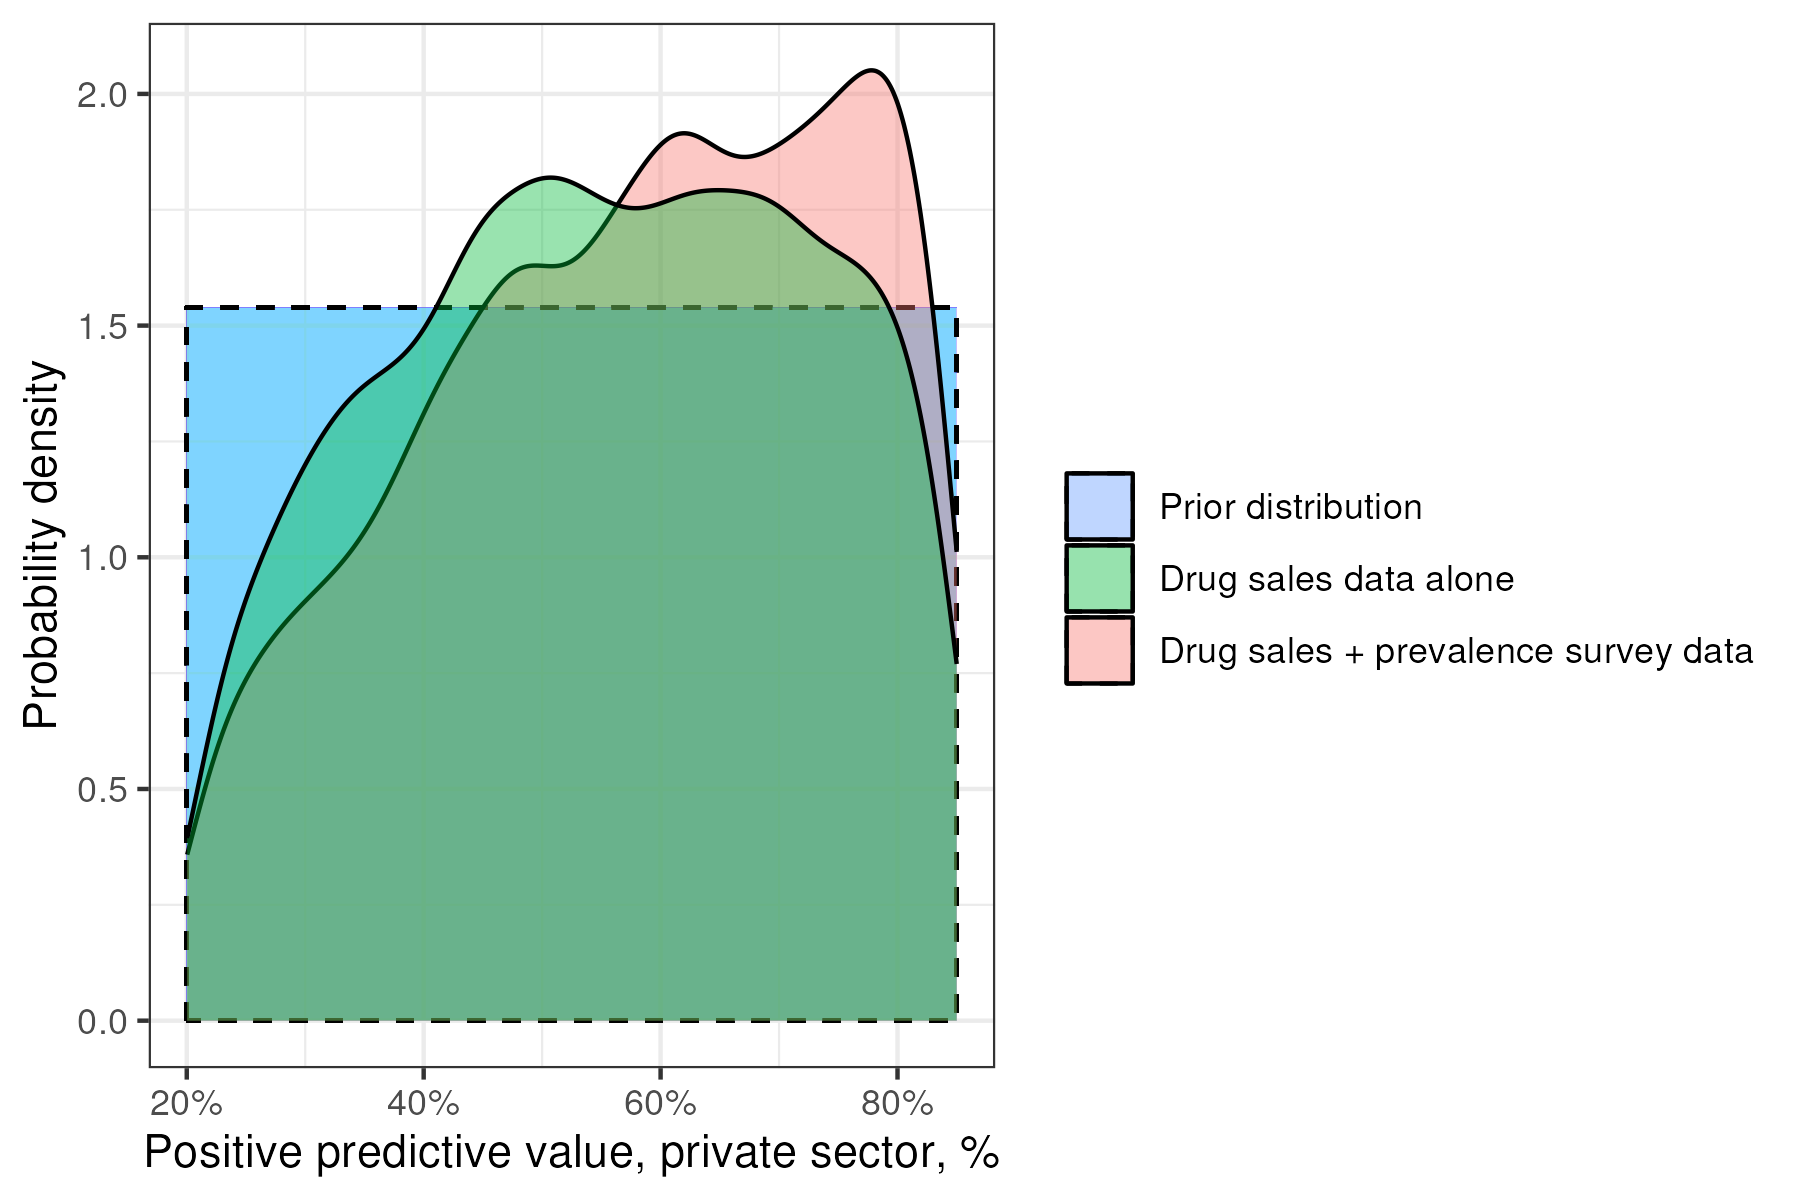 Probability density
2.0
1.5
1.0
0.5
0.0
20%
40%
60%
80%
Positive predictive value, private sector, %
Prior distribution
Drug sales data alone
Drug sales + prevalence survey data